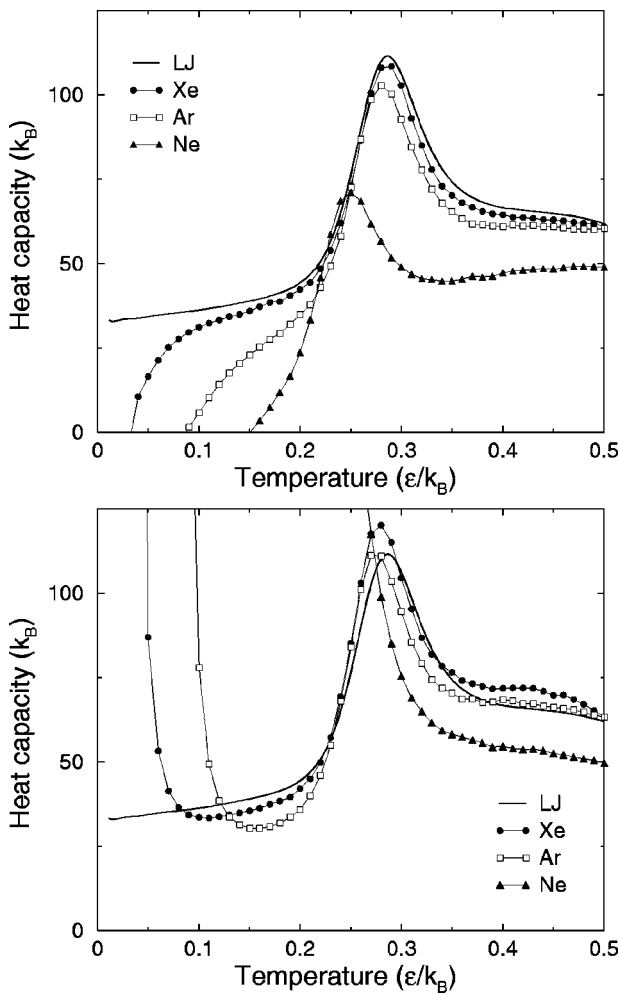 LJ
Xe
Ar
Ne
100
50
0
Heat capacity (k_B)
0 0.1 0.2 0.3 0.4 0.5
Temperature (ε/k_B)
100
50
0
Heat capacity (k_B)
LJ
Xe
Ar
Ne
0 0.1 0.2 0.3 0.4 0.5
Temperature (ε/k_B)